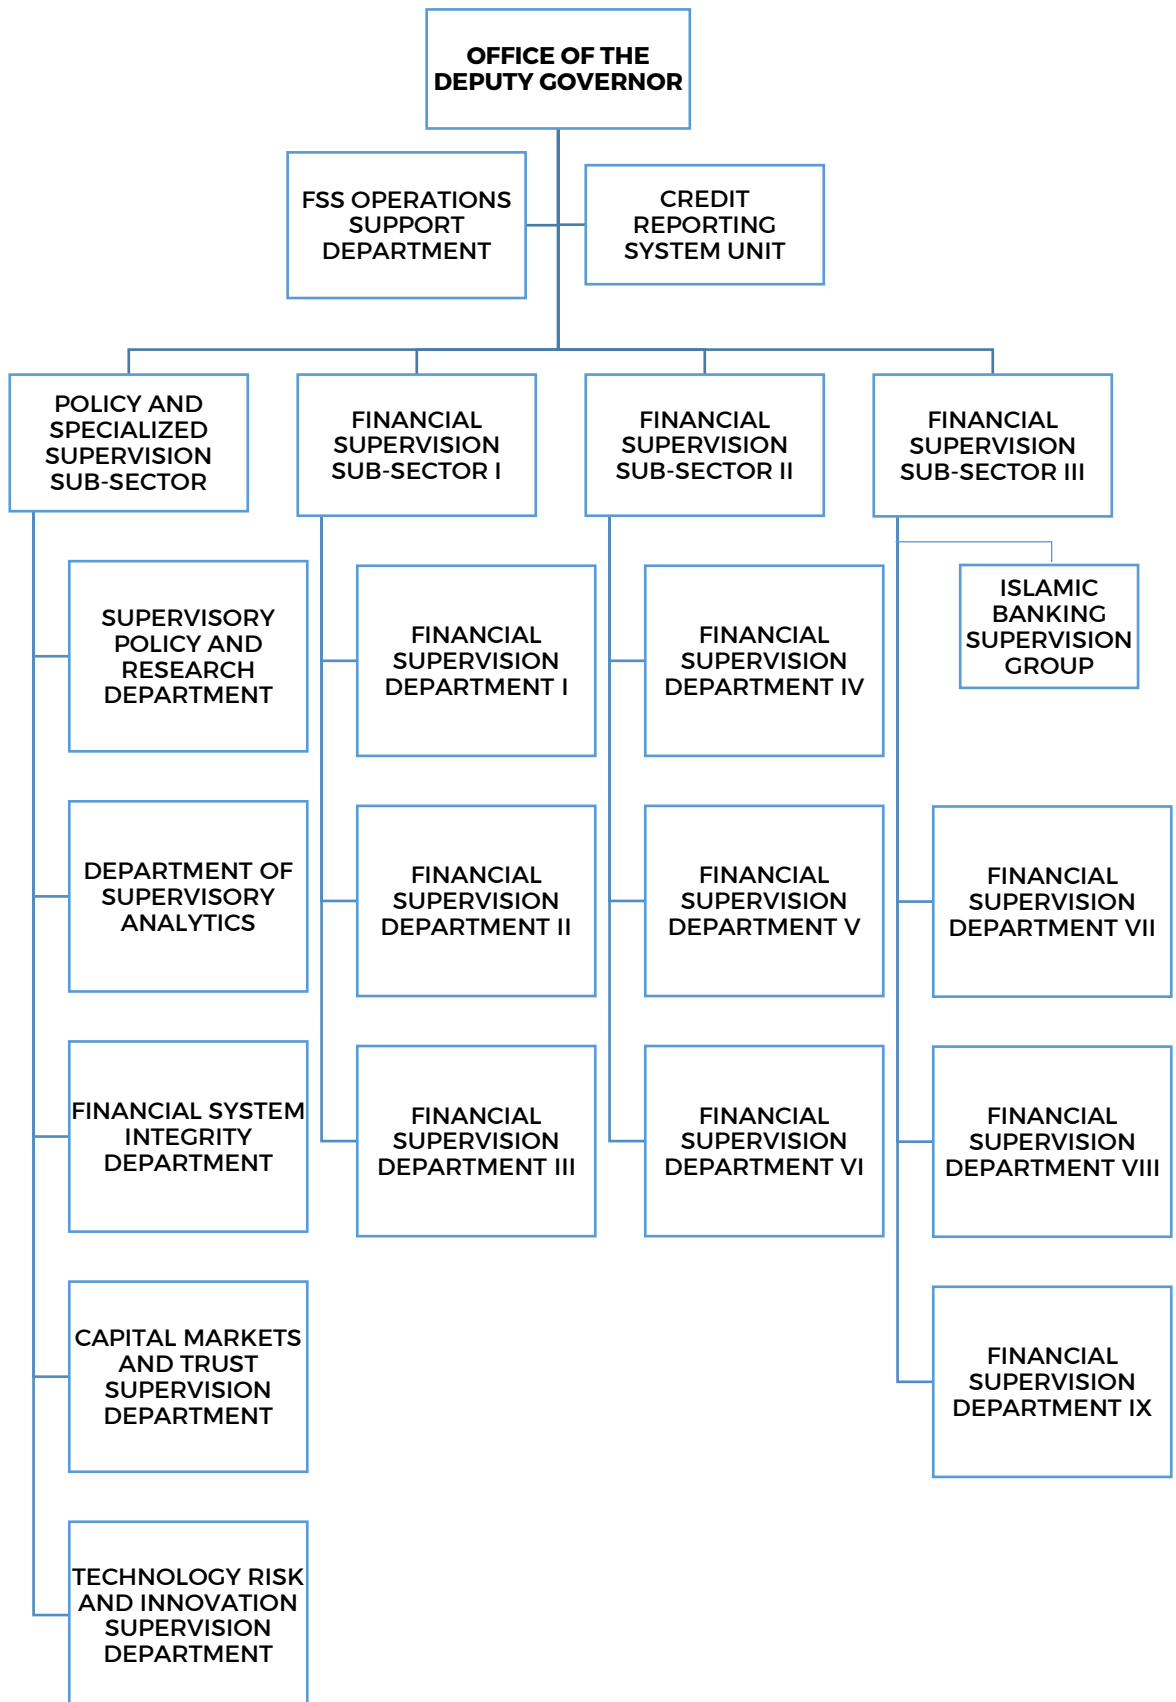 OFFICE OF THE
DEPUTY GOVERNOR
FSS OPERATIONS
SUPPORT
DEPARTMENT
CREDIT
REPORTING
SYSTEM UNIT
POLICY AND
SPECIALIZED
SUPERVISION
SUB-SECTOR
FINANCIAL
SUPERVISION
SUB-SECTOR I
FINANCIAL
SUPERVISION
SUB-SECTOR II
FINANCIAL
SUPERVISION
SUB-SECTOR III
SUPERVISORY
POLICY AND
RESEARCH
DEPARTMENT
FINANCIAL
SUPERVISION
DEPARTMENT I
FINANCIAL
SUPERVISION
DEPARTMENT IV
ISLAMIC
BANKING
SUPERVISION
GROUP
DEPARTMENT OF
SUPERVISORY
ANALYTICS
FINANCIAL
SUPERVISION
DEPARTMENT II
FINANCIAL
SUPERVISION
DEPARTMENT V
FINANCIAL
SUPERVISION
DEPARTMENT VII
FINANCIAL SYSTEM
INTEGRITY
DEPARTMENT
FINANCIAL
SUPERVISION
DEPARTMENT III
FINANCIAL
SUPERVISION
DEPARTMENT VI
FINANCIAL
SUPERVISION
DEPARTMENT VIII
CAPITAL MARKETS
AND TRUST
SUPERVISION
DEPARTMENT
FINANCIAL
SUPERVISION
DEPARTMENT IX
TECHNOLOGY RISK
AND INNOVATION
SUPERVISION
DEPARTMENT